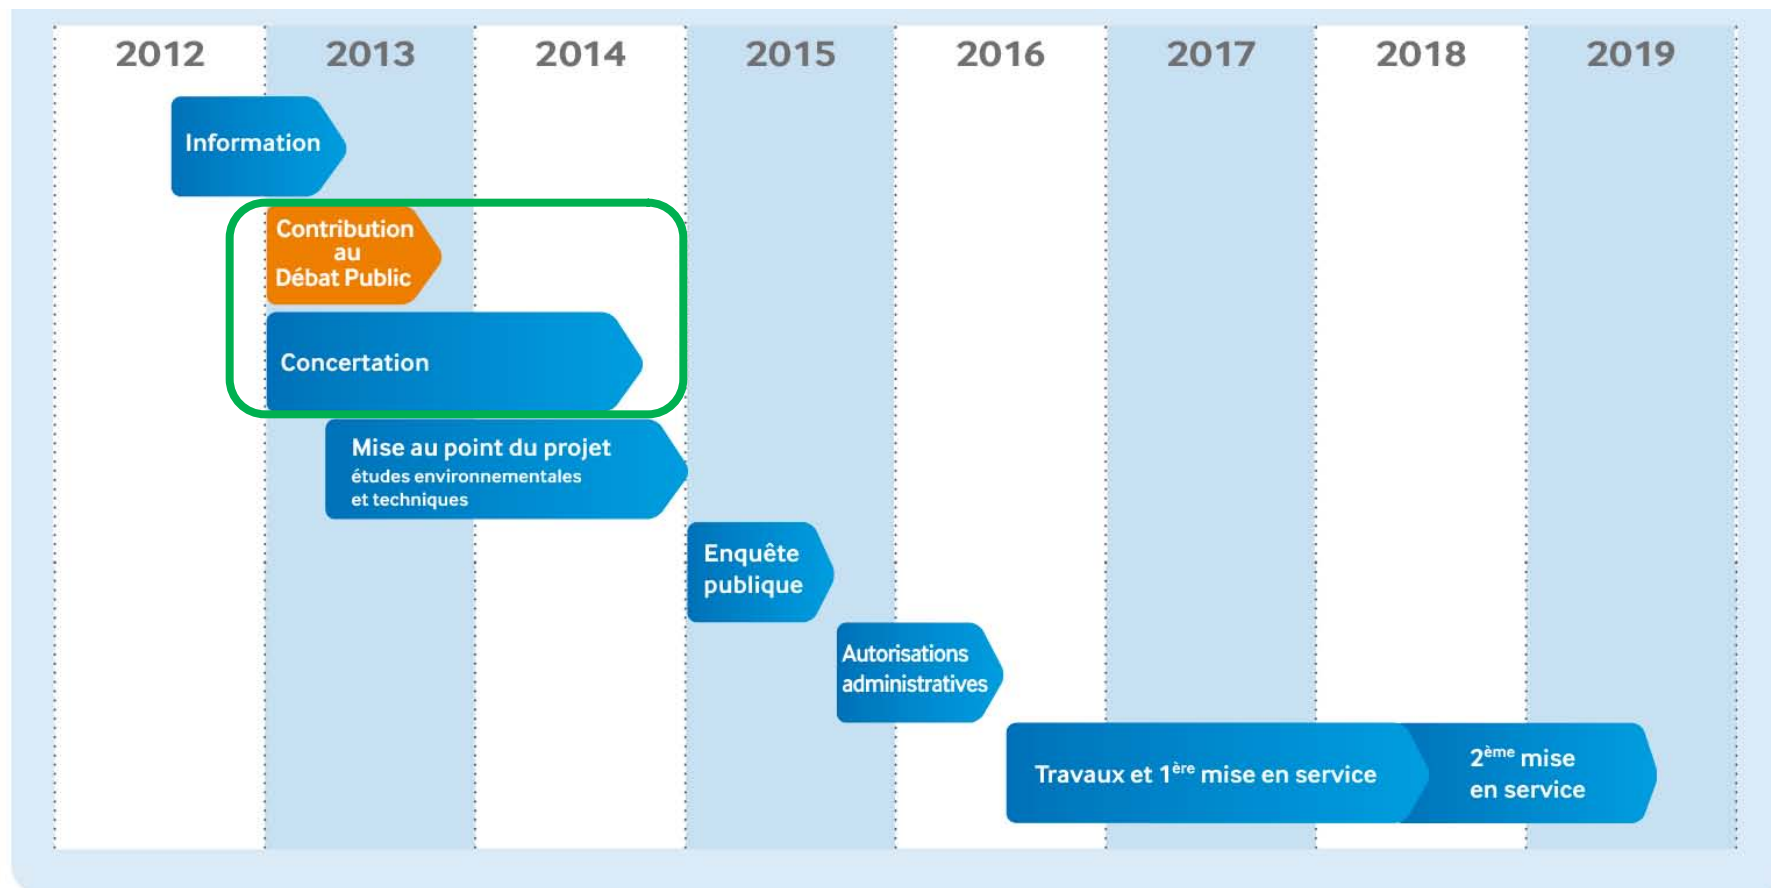 2012 2013 2014 2015 2016 2017 2018 2019
Information
Contribution
au
Débat Public
Concertation
Mise au point du projet
études environnementales
et techniques
Enquête
publique
Autorisations
administratives
Travaux et 1ère mise en service
2ème mise
en service